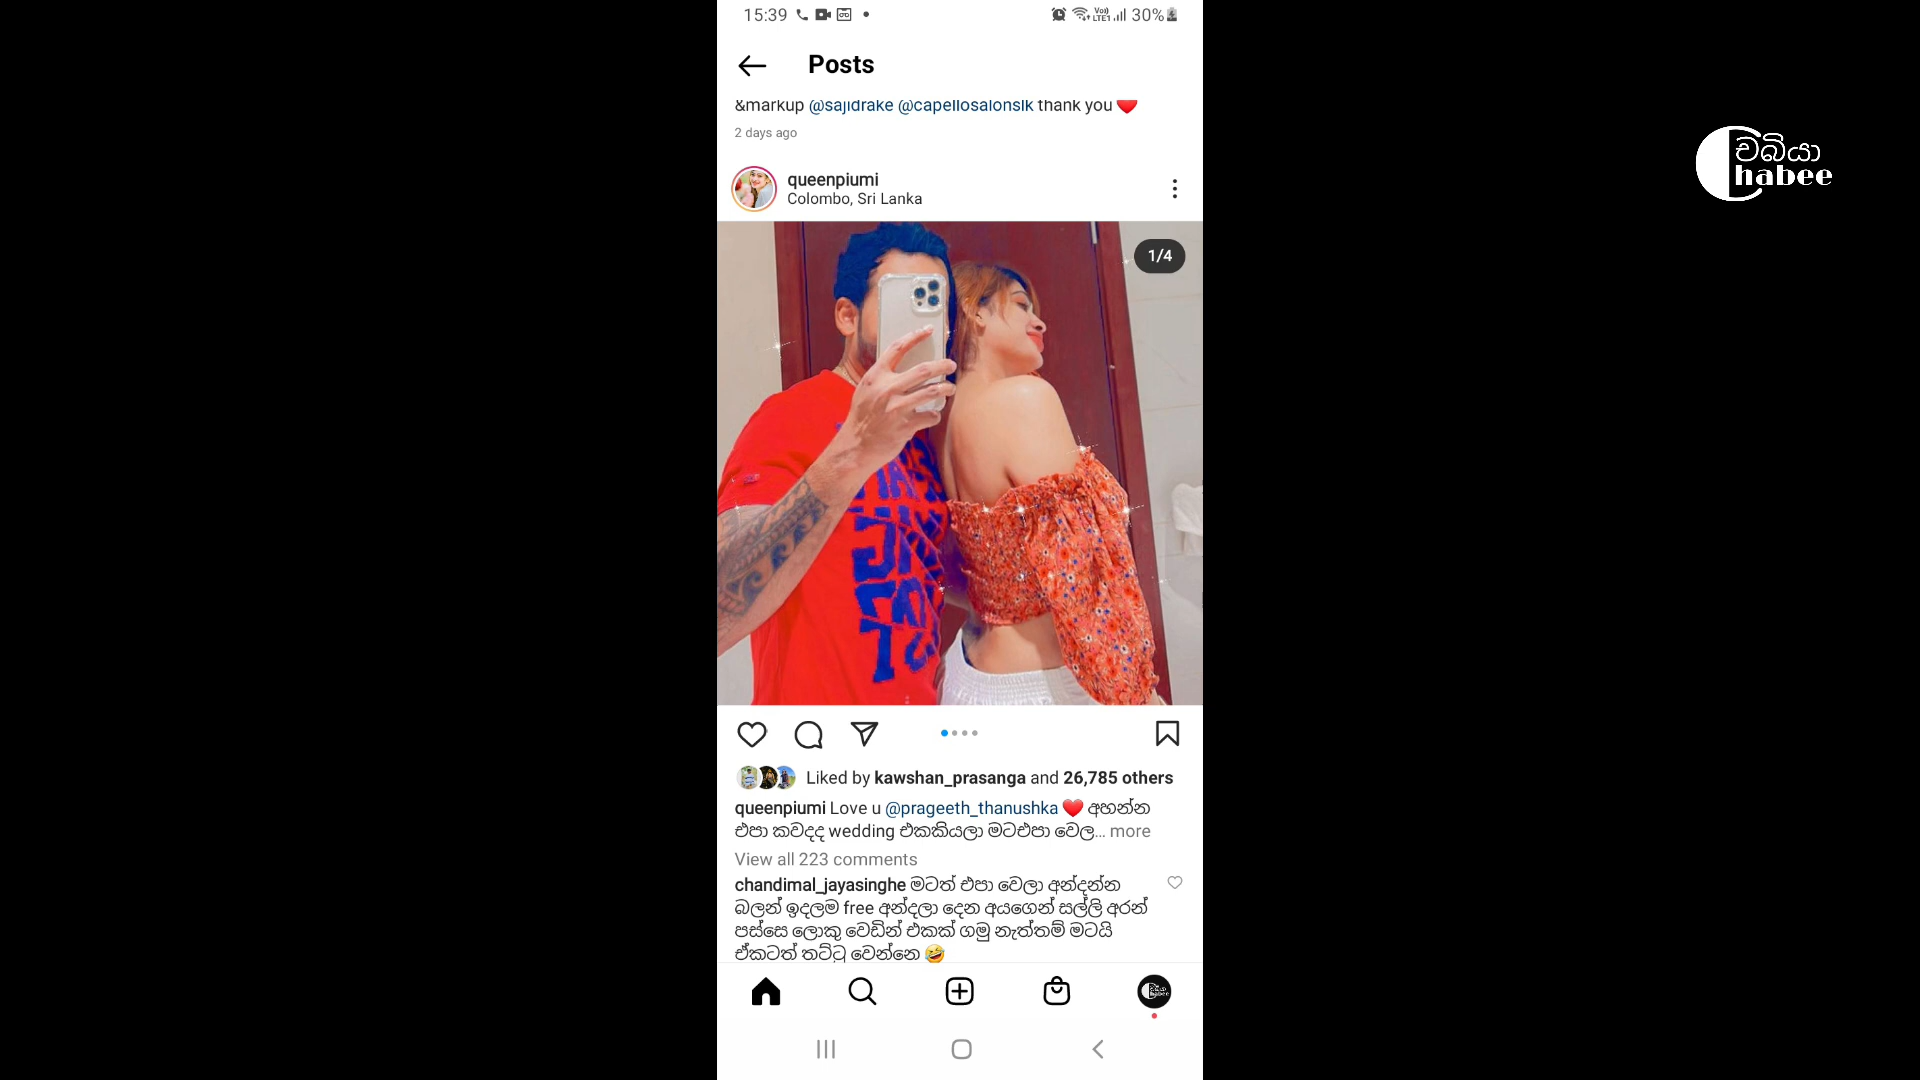 15:39
VoI)
LTE1
30%
Posts
&markup @sajidrake @capellosalonslk thank you ❤️
2 days ago
queenpiumi
Colombo, Sri Lanka
1/4
චබියා
Chabee
Liked by kawshan_prasanga and 26,785 others
queenpiumi Love u @prageeth_thanushka ❤️ අහන්න
එපා කවදද wedding එකකියලා මටඑපා වෙල... more
View all 223 comments
chandimal_jayasinghe මටත් එපා වෙලා අන්දන්න
බලන් ඉදලම free අන්දලා දෙන අයගෙන් සල්ලි අරන්
පස්සෙ ලොකු වෙඩින් එකක් ගමු නැත්තම් මටයි
ඒකටත් තට්ටු වෙන්නෙ 🤣